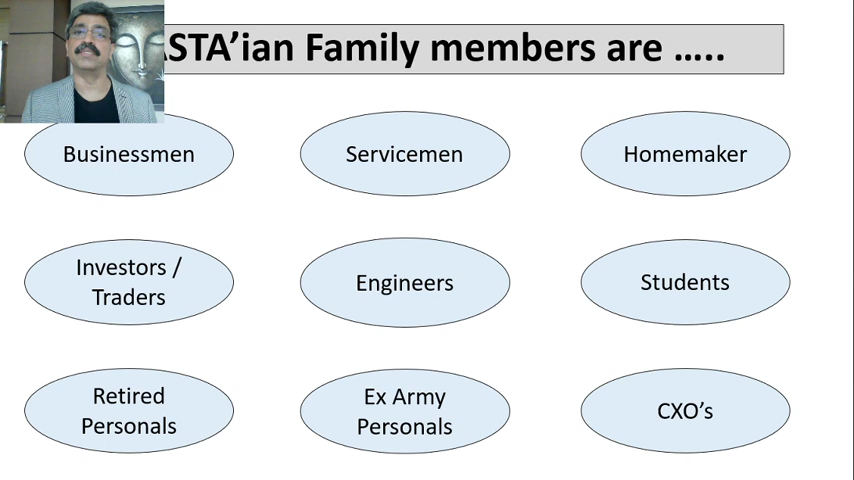 STA’ian Family members are …..
Businessmen
Servicemen
Homemaker
Investors /
Traders
Engineers
Students
Retired
Personals
Ex Army
Personals
CXO’s